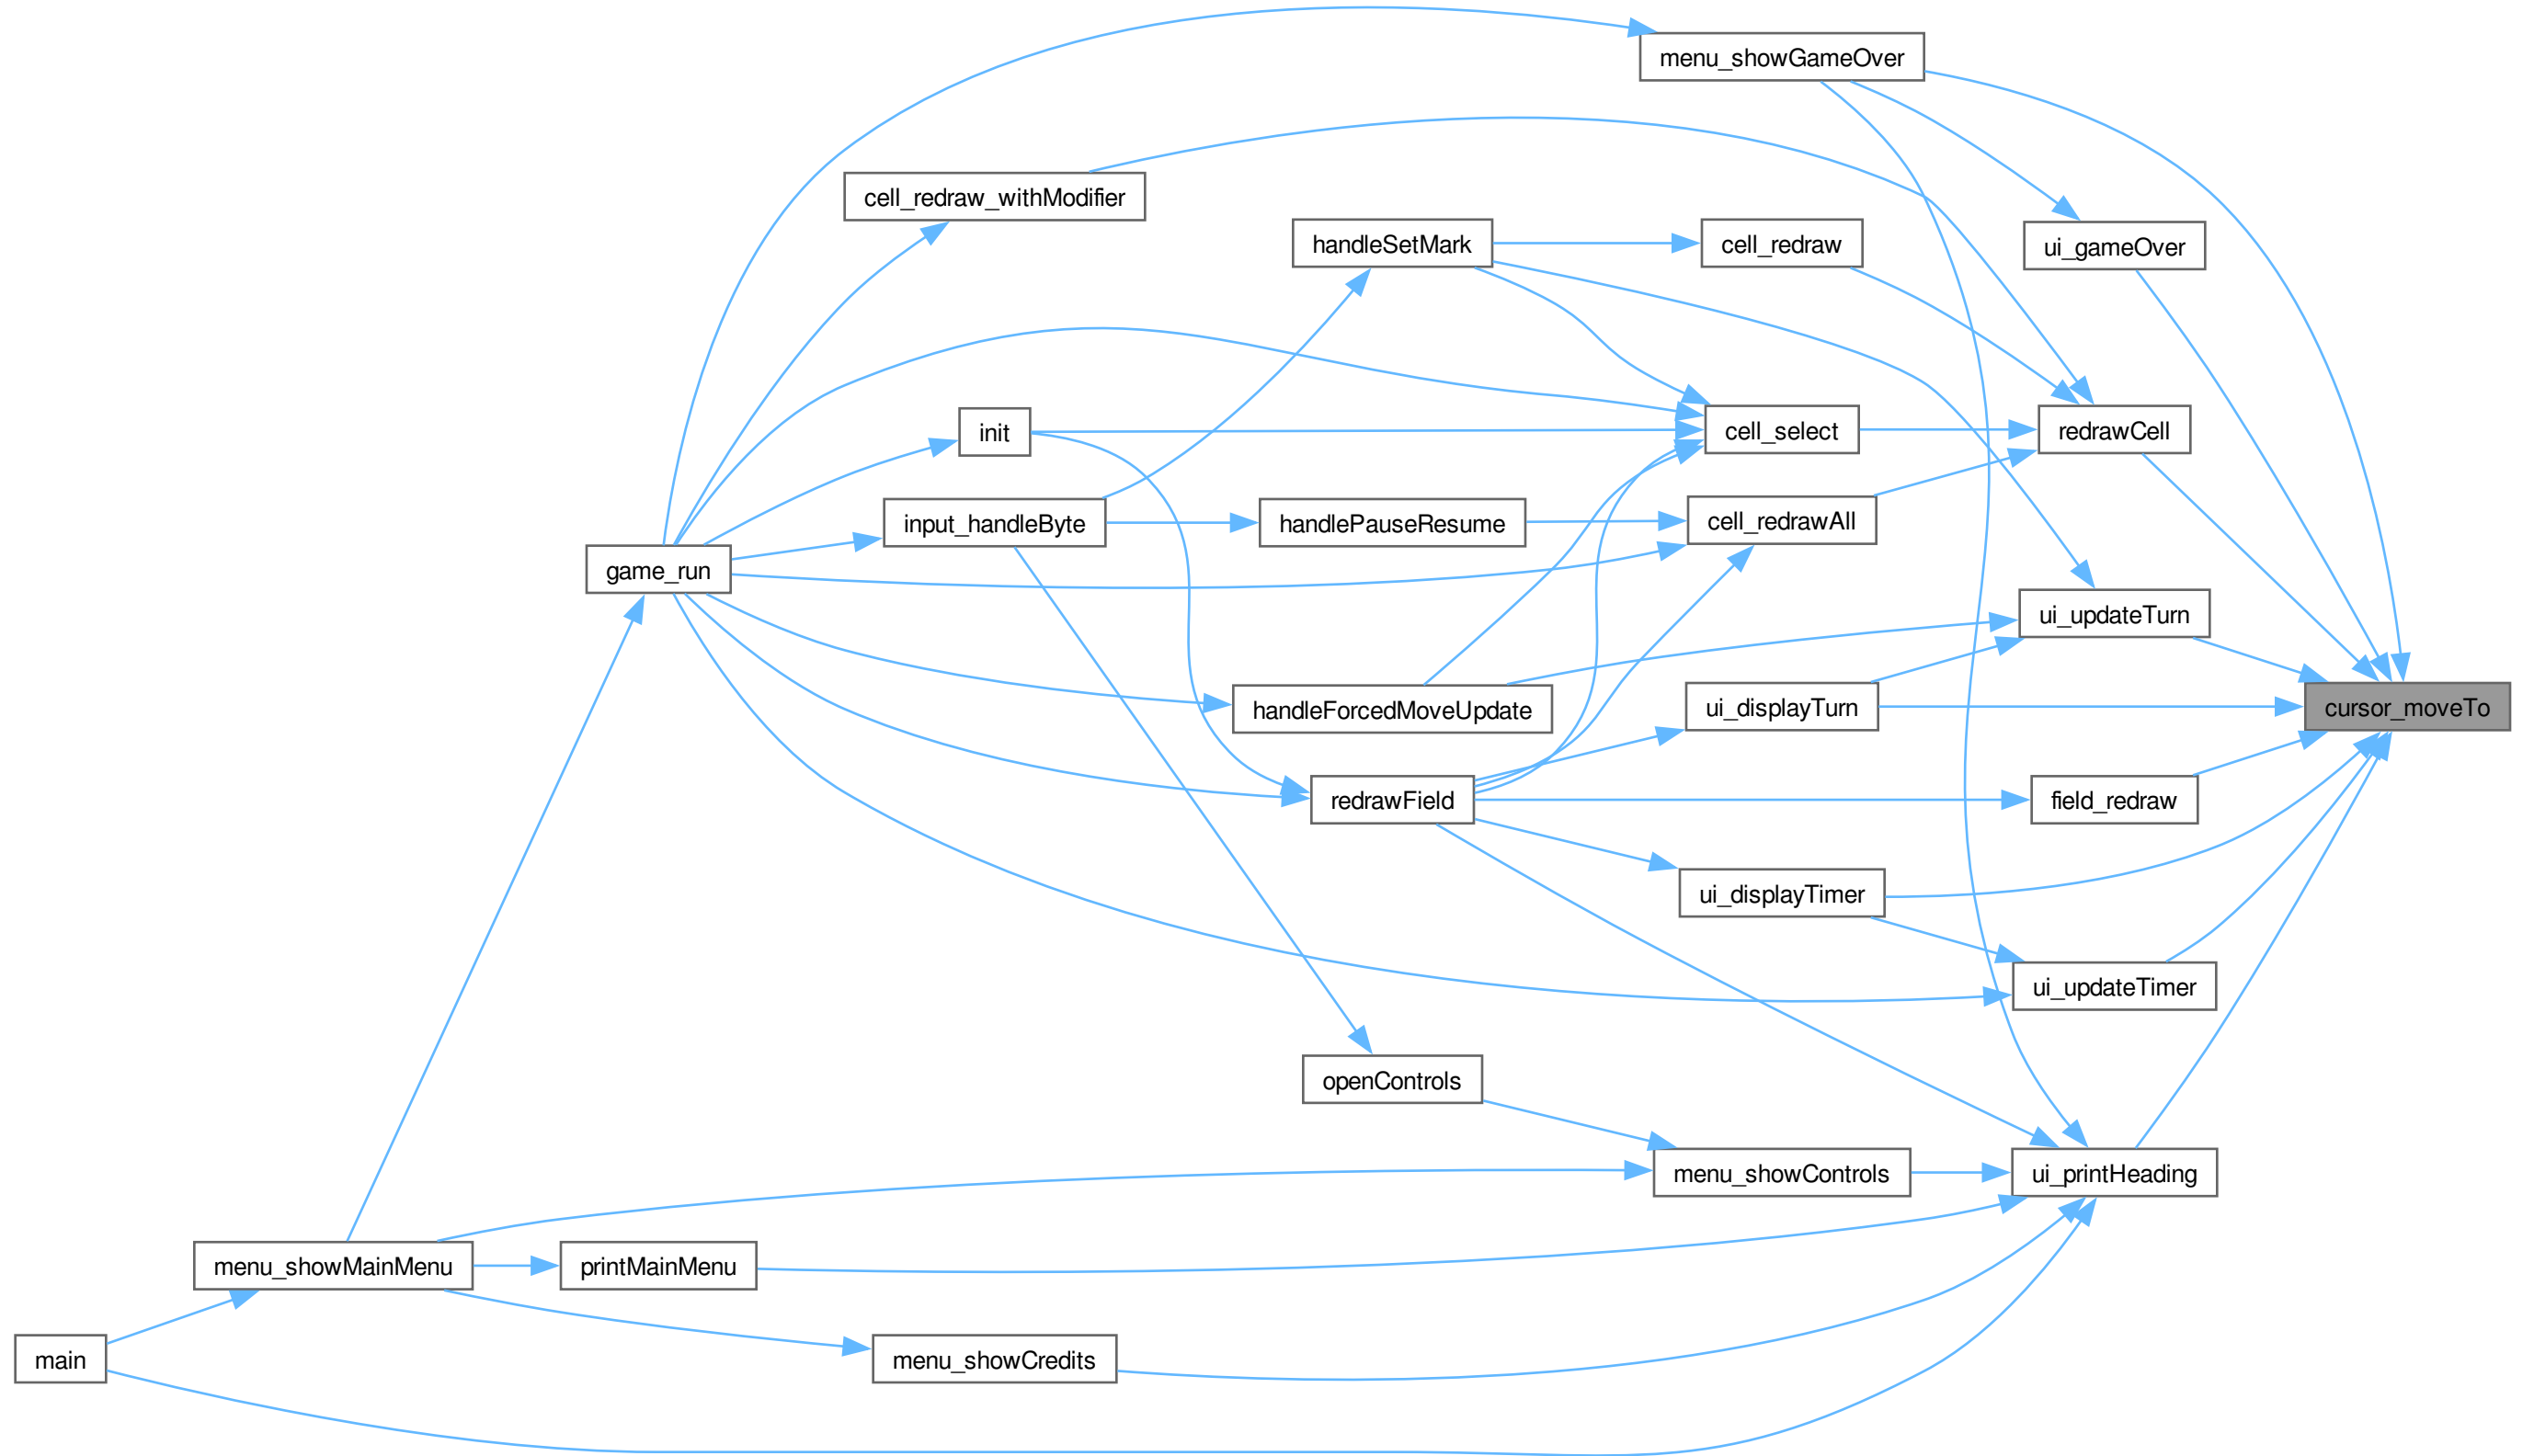 menu_showGameOver
cell_redraw_withModifier
handleSetMark
cell_redraw
ui_gameOver
init
cell_select
redrawCell
input_handleByte
handlePauseResume
cell_redrawAll
game_run
ui_updateTurn
handleForcedMoveUpdate
ui_displayTurn
cursor_moveTo
redrawField
field_redraw
ui_displayTimer
ui_updateTimer
openControls
menu_showControls
ui_printHeading
menu_showMainMenu
printMainMenu
main
menu_showCredits